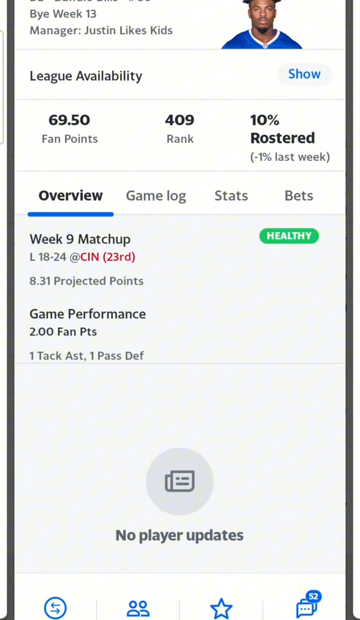 Bye Week 13
Manager: Justin Likes Kids
League Availability
Show
69.50
Fan Points
409
Rank
10%
Rostered
(-1% last week)
Overview
Game log
Stats
Bets
Week 9 Matchup
HEALTHY
L 18-24 @CIN (23rd)
8.31 Projected Points
Game Performance
2.00 Fan Pts
1 Tack Ast, 1 Pass Def
No player updates
52